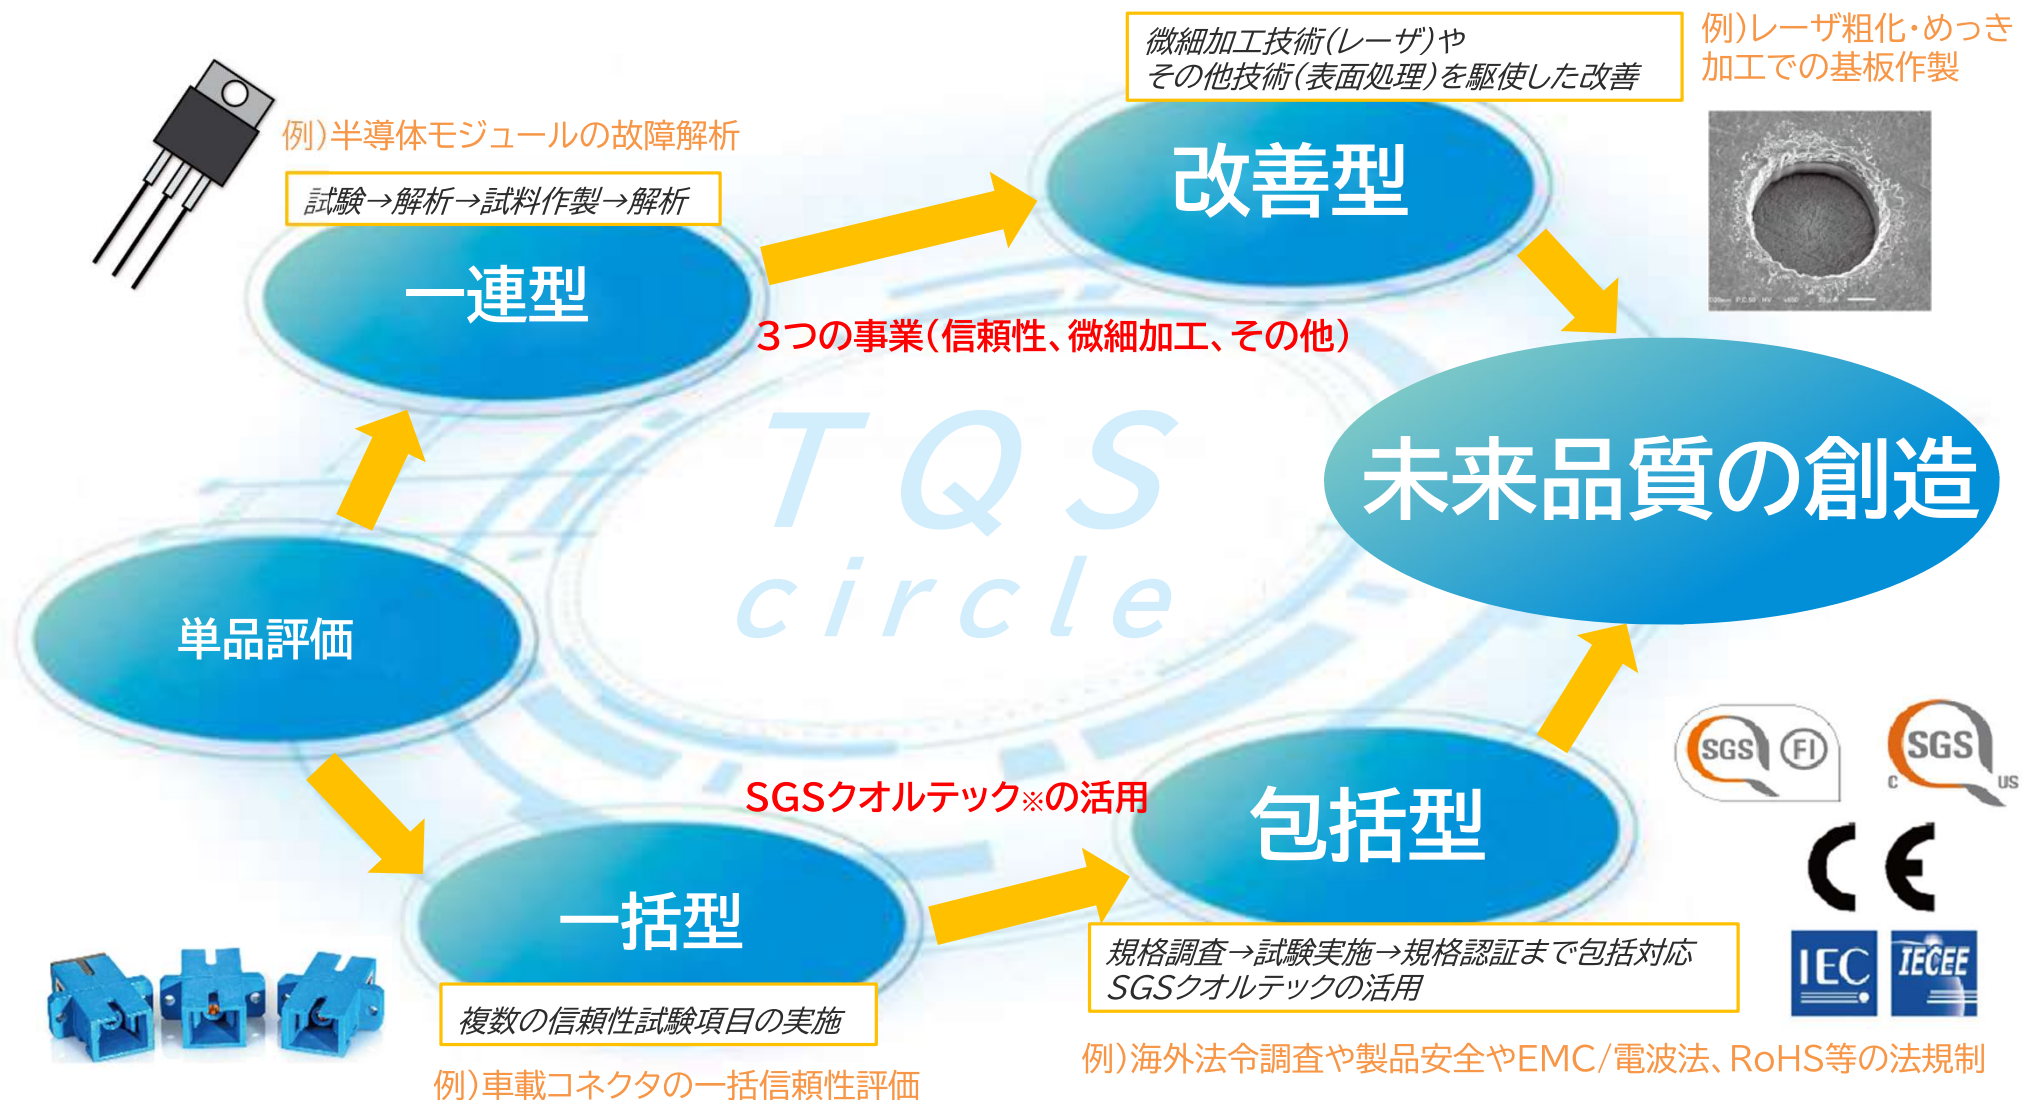 微細加工技術(レーザ)や
その他技術(表面処理)を駆使した改善
例)レーザ粗化・めっき
加工での基板作製
例)半導体モジュールの故障解析
試験→解析→試料作製→解析
改善型
一連型
3つの事業(信頼性、微細加工、その他)
TQS
circle
未来品質の創造
単品評価
SGSクオルテック※の活用
包括型
一括型
SGS FI
SGS
C US
CE
IEC
IECEE
規格調査→試験実施→規格認証まで包括対応
SGSクオルテックの活用
複数の信頼性試験項目の実施
例)海外法令調査や製品安全やEMC/電波法、RoHS等の法規制
例)車載コネクタの一括信頼性評価